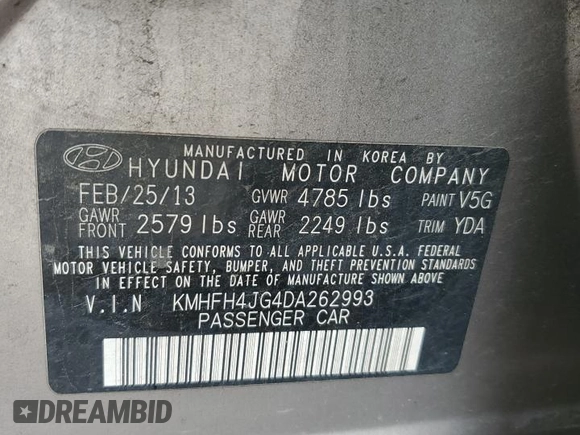 MANUFACTURED IN KOREA BY
HYUNDAI MOTOR COMPANY
FEB/25/13 GVWR 4785 lbs PAINT V5G
GAWR FRONT 2579 lbs GAWR REAR 2249 lbs TRIM YDA
THIS VEHICLE CONFORMS TO ALL APPLICABLE U.S.A. FEDERAL
MOTOR VEHICLE SAFETY, BUMPER, AND THEFT PREVENTION STANDARDS
IN EFFECT ON THE DATE OF MANUFACTURE SHOWN ABOVE.
V.I.N KMHFH4JG4DA262993
PASSENGER CAR
DREAMBID